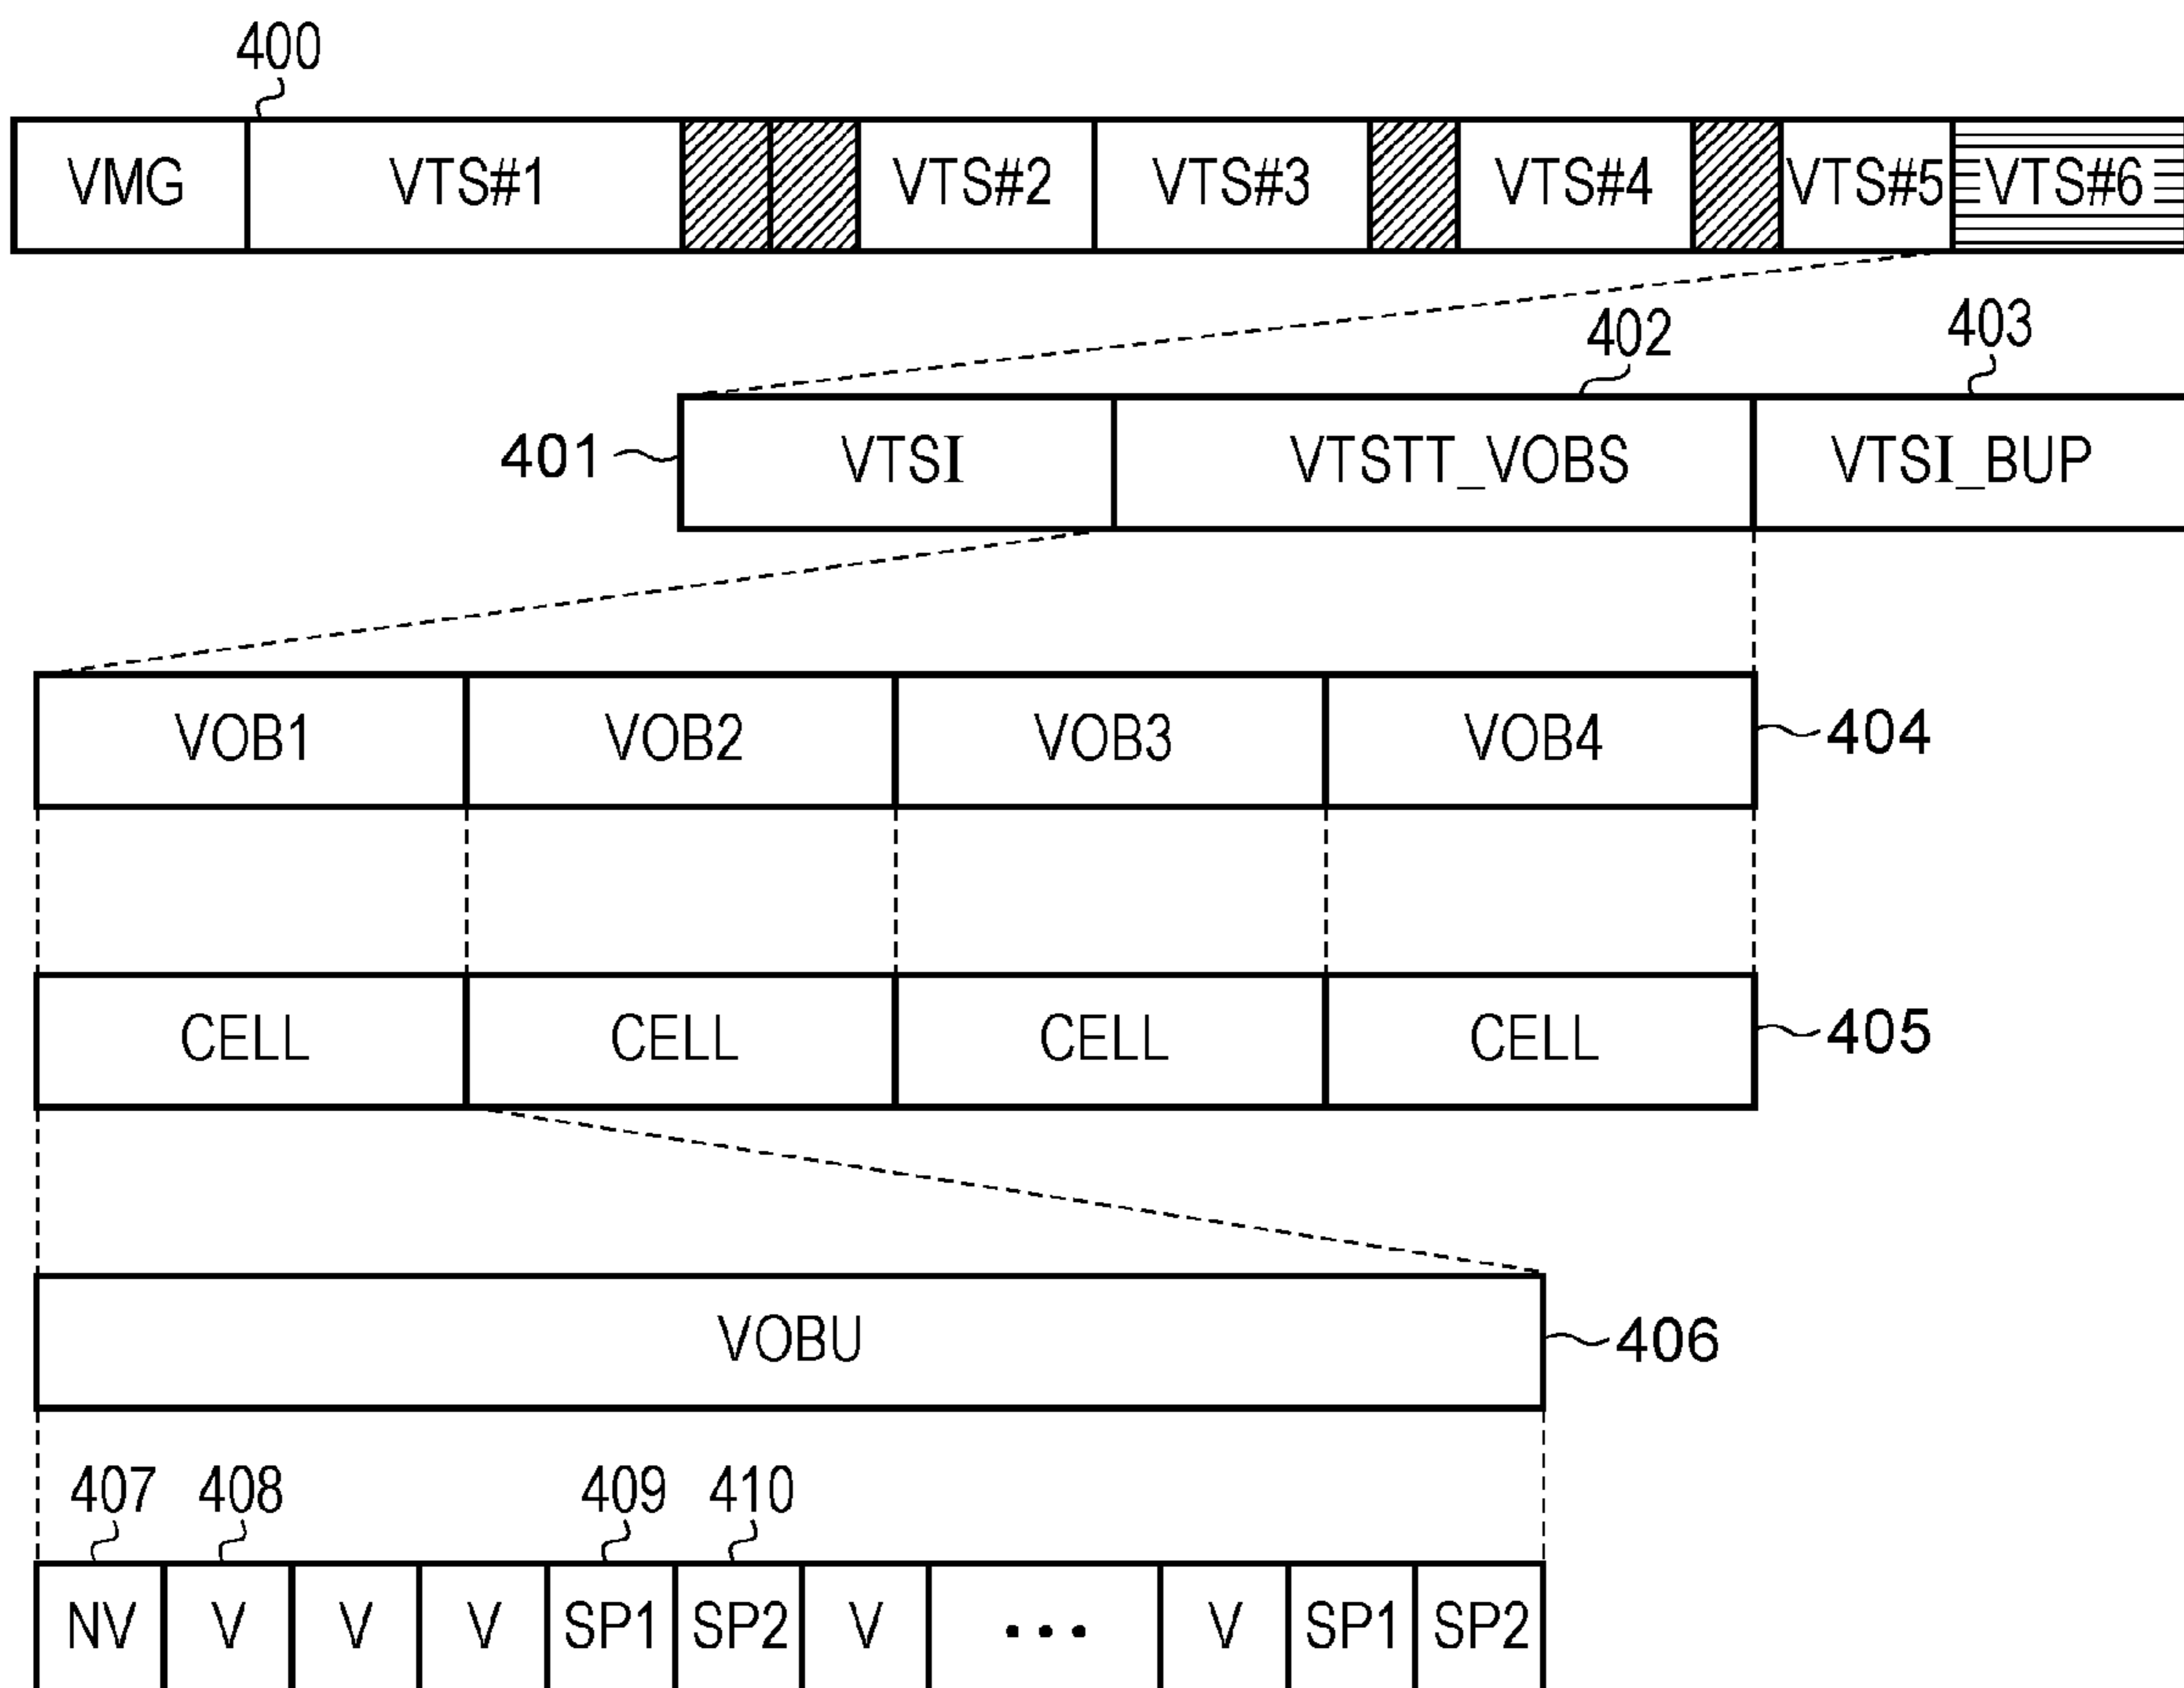 400
VMG VTS#1 VTS#2 VTS#3 VTS#4 VTS#5 VTS#6
402 403
401 VTSI VTSTT_VOBS VTSI_BUP
VOB1 VOB2 VOB3 VOB4 404
CELL CELL CELL CELL 405
VOBU 406
407 408 409 410
NV V V V SP1 SP2 V ••• V SP1 SP2